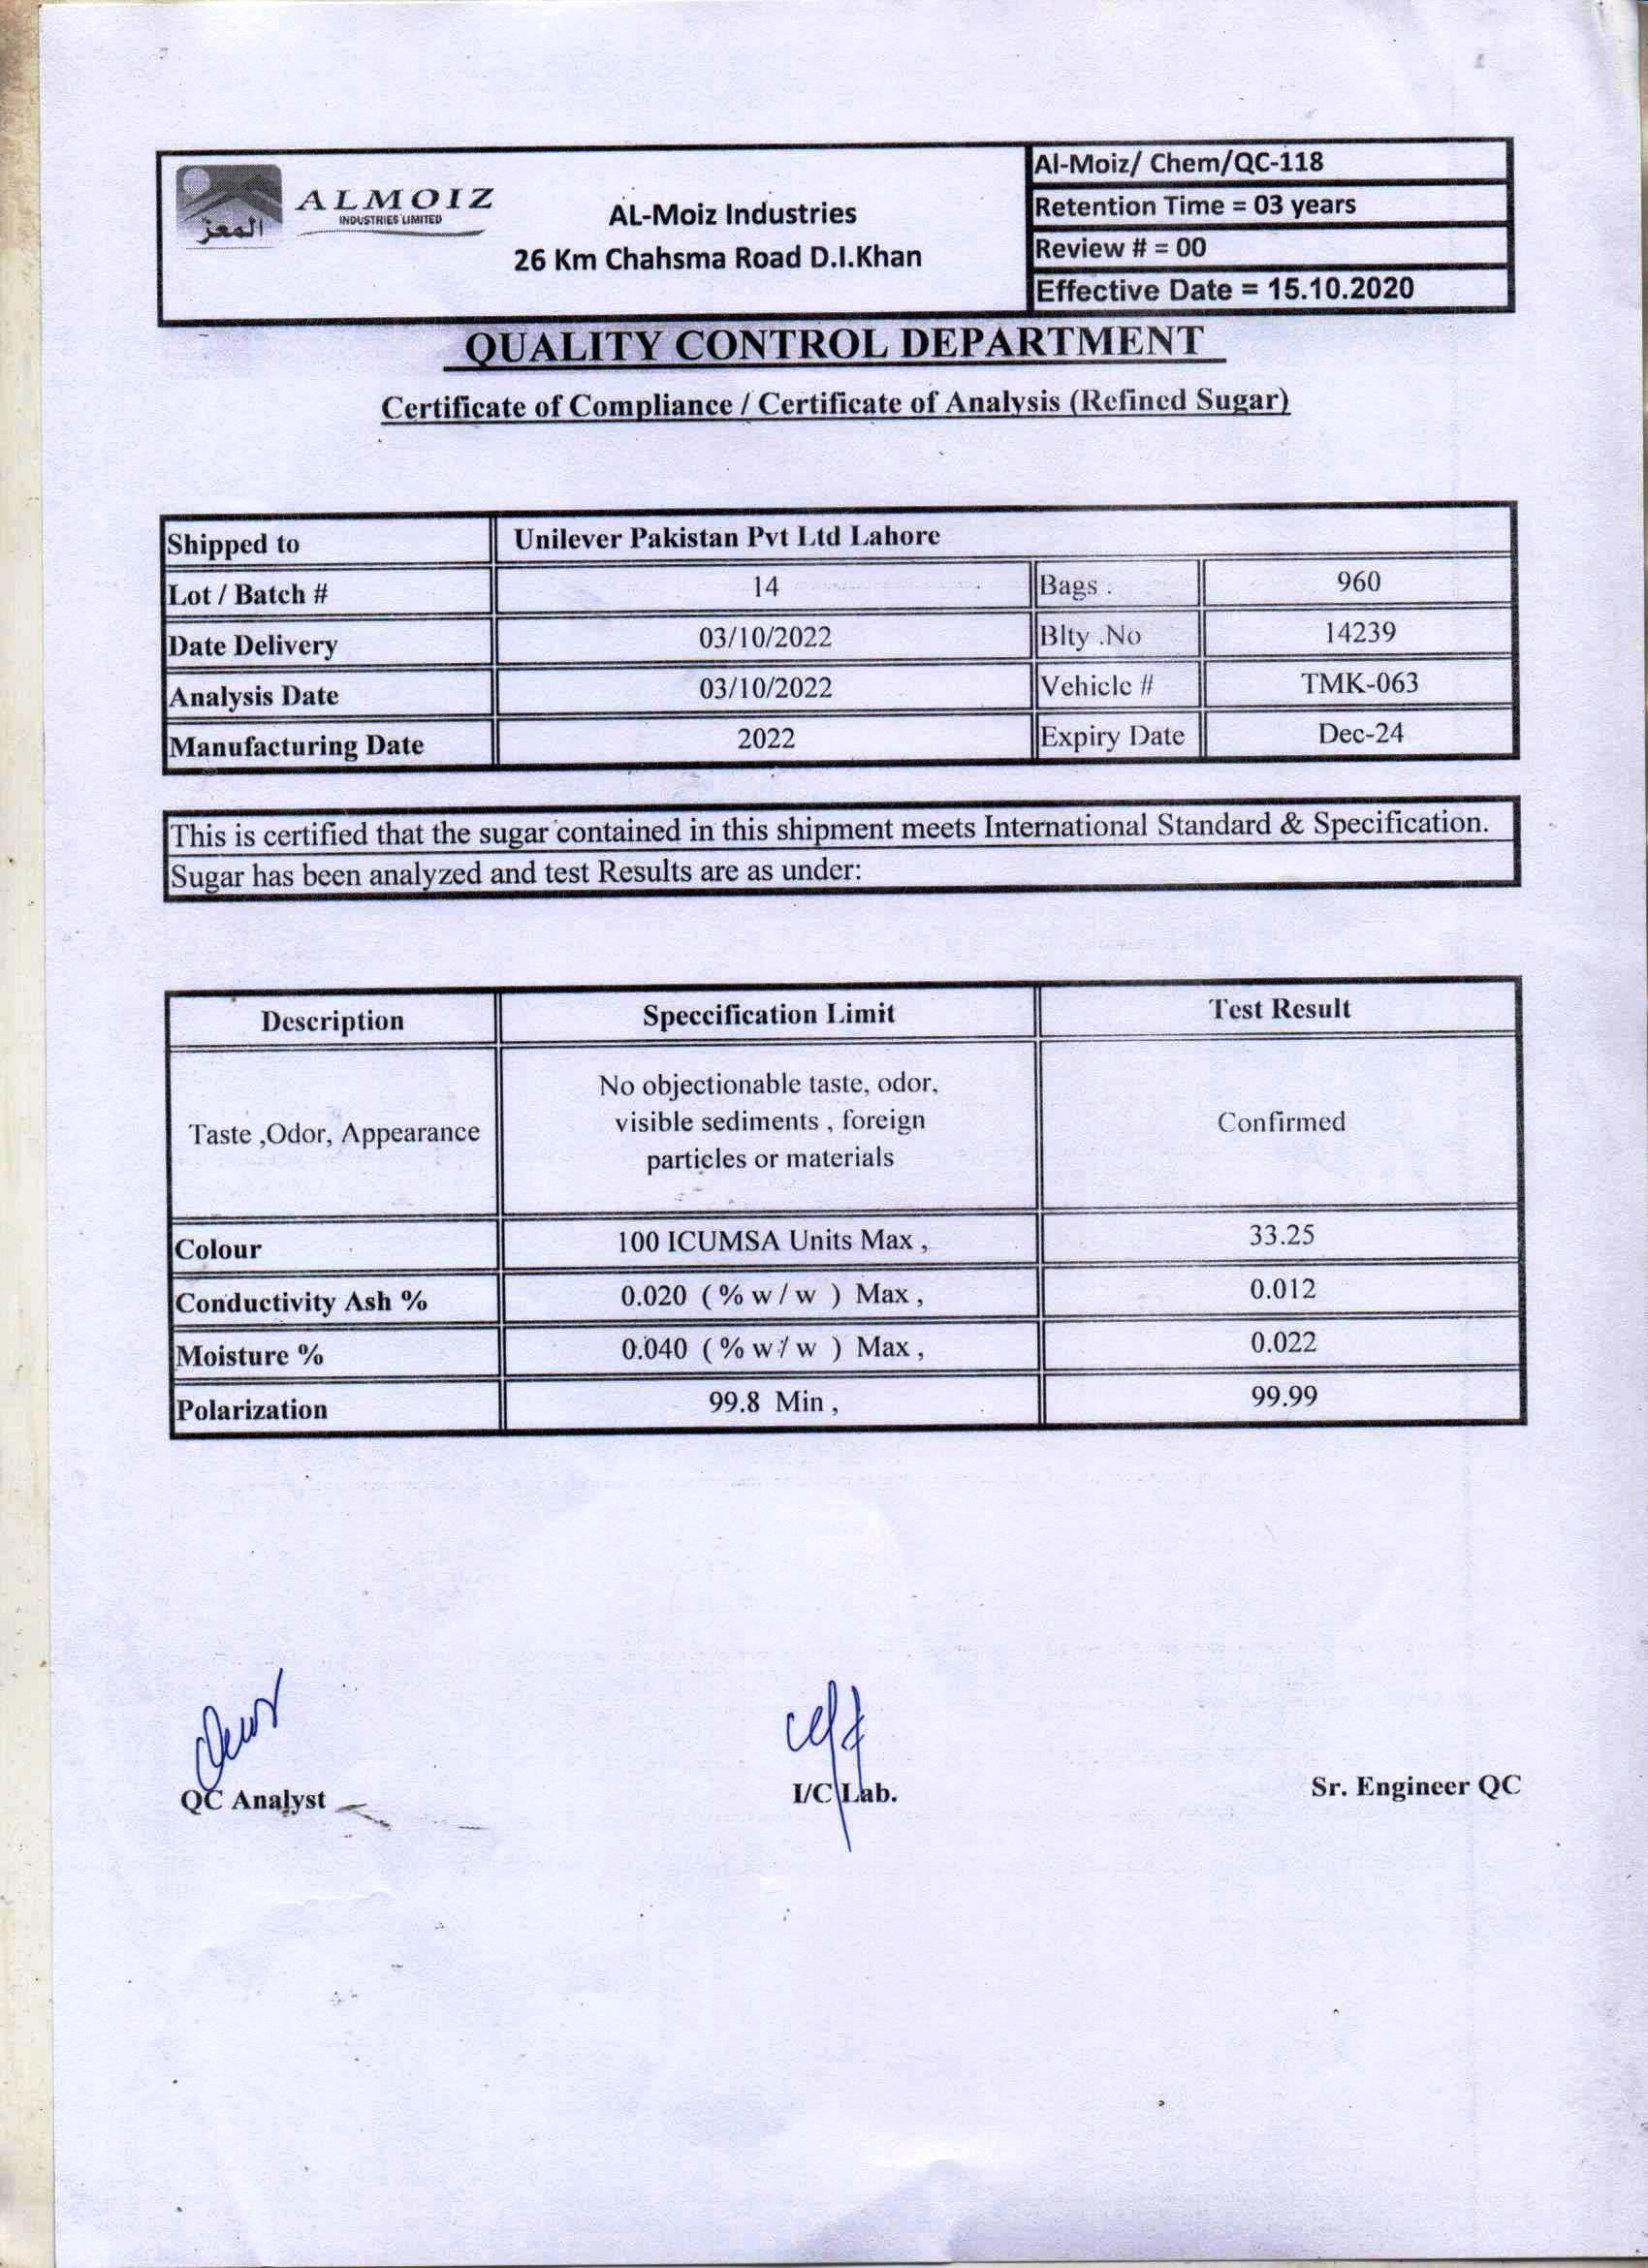 ALMOIZ
INDUSTRIES LIMITED
المعز
AL-Moiz Industries
26 Km Chahsma Road D.I.Khan
Al-Moiz/ Chem/QC-118
Retention Time = 03 years
Review # = 00
Effective Date = 15.10.2020
QUALITY CONTROL DEPARTMENT
Certificate of Compliance / Certificate of Analysis (Refined Sugar)
Shipped to Unilever Pakistan Pvt Ltd Lahore
Lot / Batch # 14 Bags . 960
Date Delivery 03/10/2022 Blty .No 14239
Analysis Date 03/10/2022 Vehicle # TMK-063
Manufacturing Date 2022 Expiry Date Dec-24
This is certified that the sugar contained in this shipment meets International Standard & Specification.
Sugar has been analyzed and test Results are as under:
Description Speccification Limit Test Result
Taste ,Odor, Appearance No objectionable taste, odor, visible sediments , foreign particles or materials Confirmed
Colour 100 ICUMSA Units Max , 33.25
Conductivity Ash % 0.020 ( % w / w ) Max , 0.012
Moisture % 0.040 ( % w / w ) Max , 0.022
Polarization 99.8 Min , 99.99
QC Analyst I/C Lab. Sr. Engineer QC